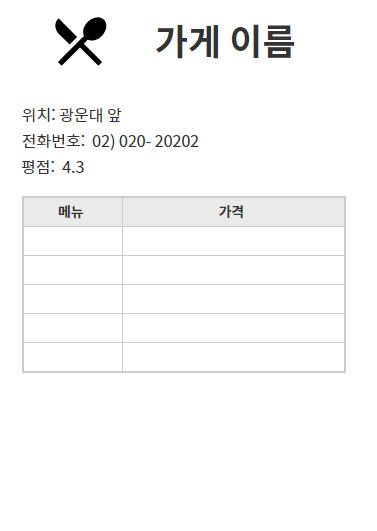 가게 이름
위치: 광운대 앞
전화번호: 02) 020- 20202
평점: 4.3
메뉴 가격